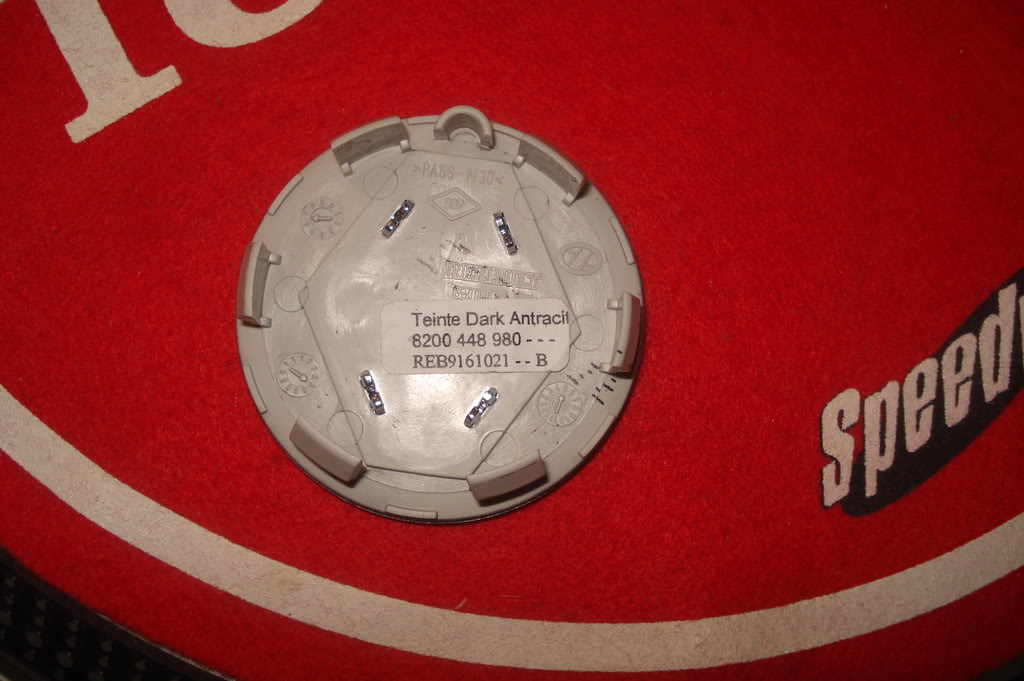 >PA66-M30<
RENAULT
Teinte Dark Antracit
8200 448 980 - - -
REB9161021 - - B
Speed